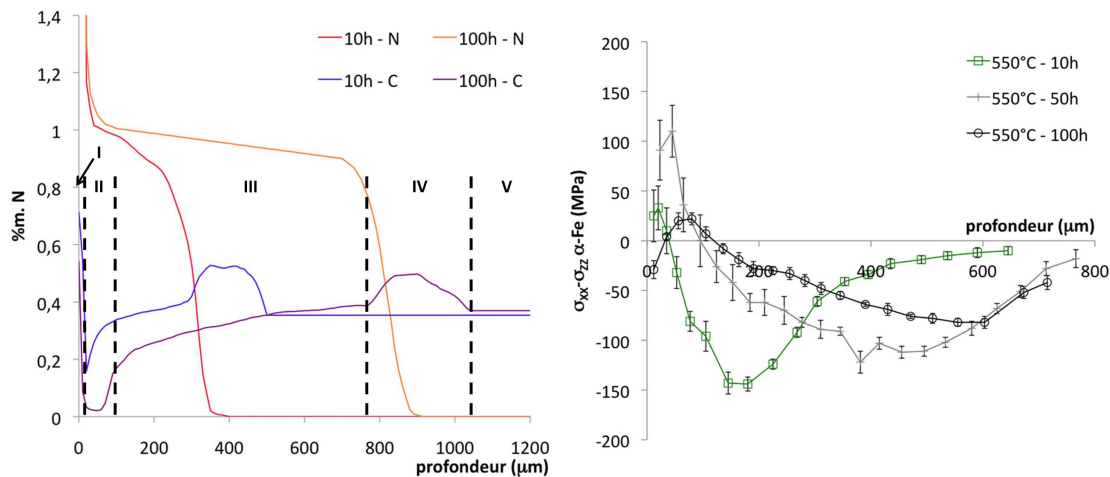 1,4
1,2
1
0,8
0,6
0,4
0,2
0
%m. N
10h - N
100h - N
10h - C
100h - C
I
II
III
IV
V
0
200
400
600
800
1000
1200
profondeur (μm)
200
150
100
50
0
-50
-100
-150
-200
σxx-σzz α-Fe (MPa)
550°C - 10h
550°C - 50h
550°C - 100h
profondeur (μm)
0
200
400
600
800